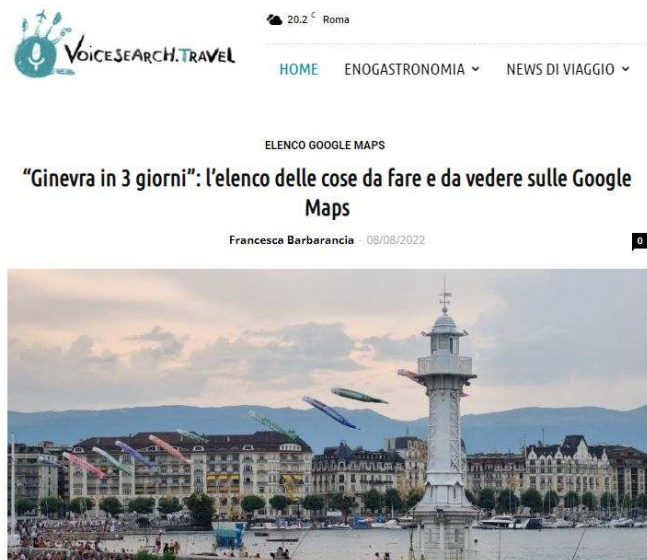 VOICESEARCH.TRAVEL
20.2 C Roma
HOME ENOGASTRONOMIA NEWS DI VIAGGIO
ELENCO GOOGLE MAPS
“Ginevra in 3 giorni”: l’elenco delle cose da fare e da vedere sulle Google
Maps
Francesca Barbarancia - 08/08/2022
0